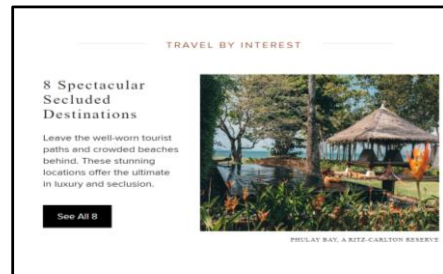 TRAVEL BY INTEREST
8 Spectacular
Secluded
Destinations
Leave the well-worn tourist
paths and crowded beaches
behind. These stunning
locations offer the ultimate
in luxury and seclusion.
See All 8
PHULAY BAY, A RITZ-CARLTON RESERVE